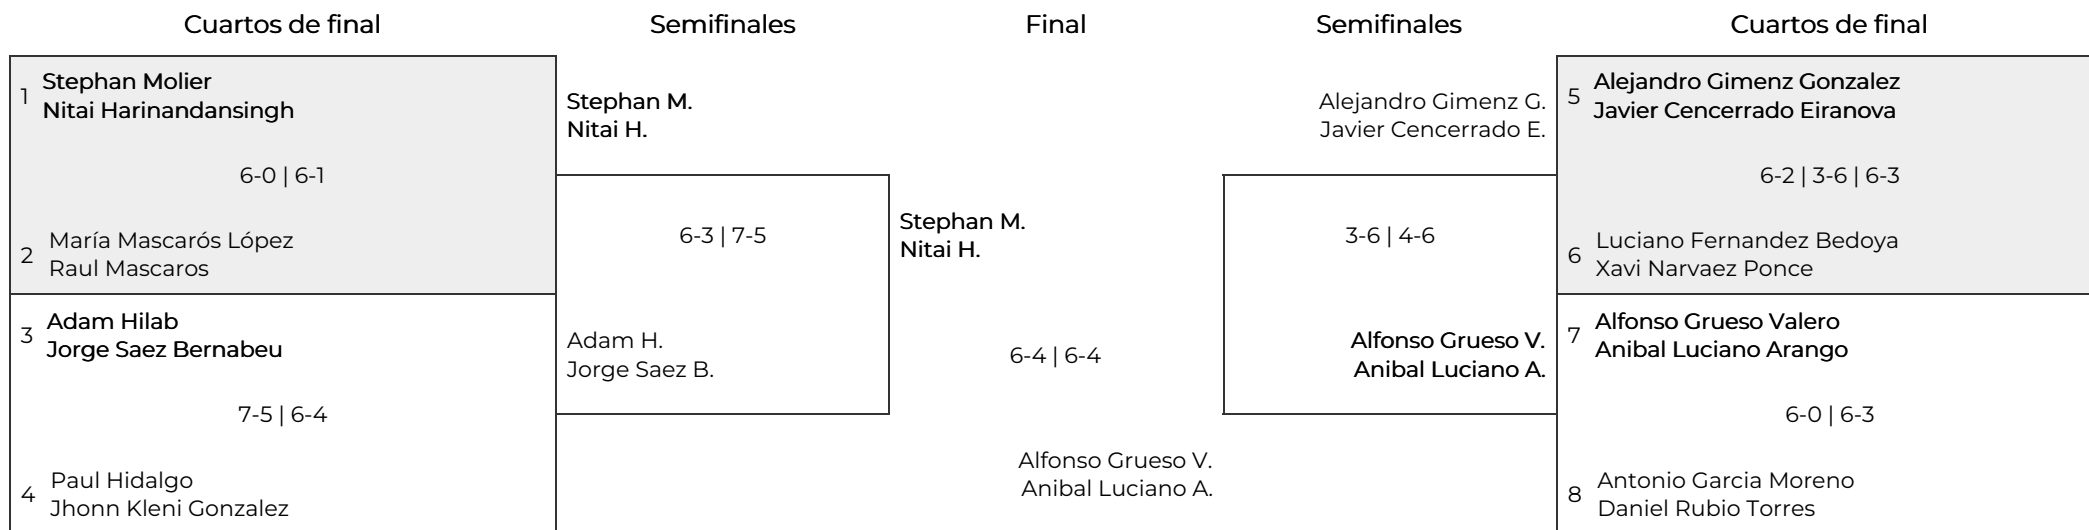 Cuartos de final
Semifinales
Final
Semifinales
Cuartos de final
1
Stephan Molier
Nitai Harinandansingh
6-0 | 6-1
2
María Mascarós López
Raul Mascaros
3
Adam Hilab
Jorge Saez Bernabeu
7-5 | 6-4
4
Paul Hidalgo
Jhonn Kleni Gonzalez
Stephan M.
Nitai H.
6-3 | 7-5
Adam H.
Jorge Saez B.
Stephan M.
Nitai H.
6-4 | 6-4
Alfonso Grueso V.
Anibal Luciano A.
Alejandro Gimenz G.
Javier Cencerrado E.
3-6 | 4-6
Alfonso Grueso V.
Anibal Luciano A.
5
Alejandro Gimenz Gonzalez
Javier Cencerrado Eiranova
6-2 | 3-6 | 6-3
6
Luciano Fernandez Bedoya
Xavi Narvaez Ponce
7
Alfonso Grueso Valero
Anibal Luciano Arango
6-0 | 6-3
8
Antonio Garcia Moreno
Daniel Rubio Torres